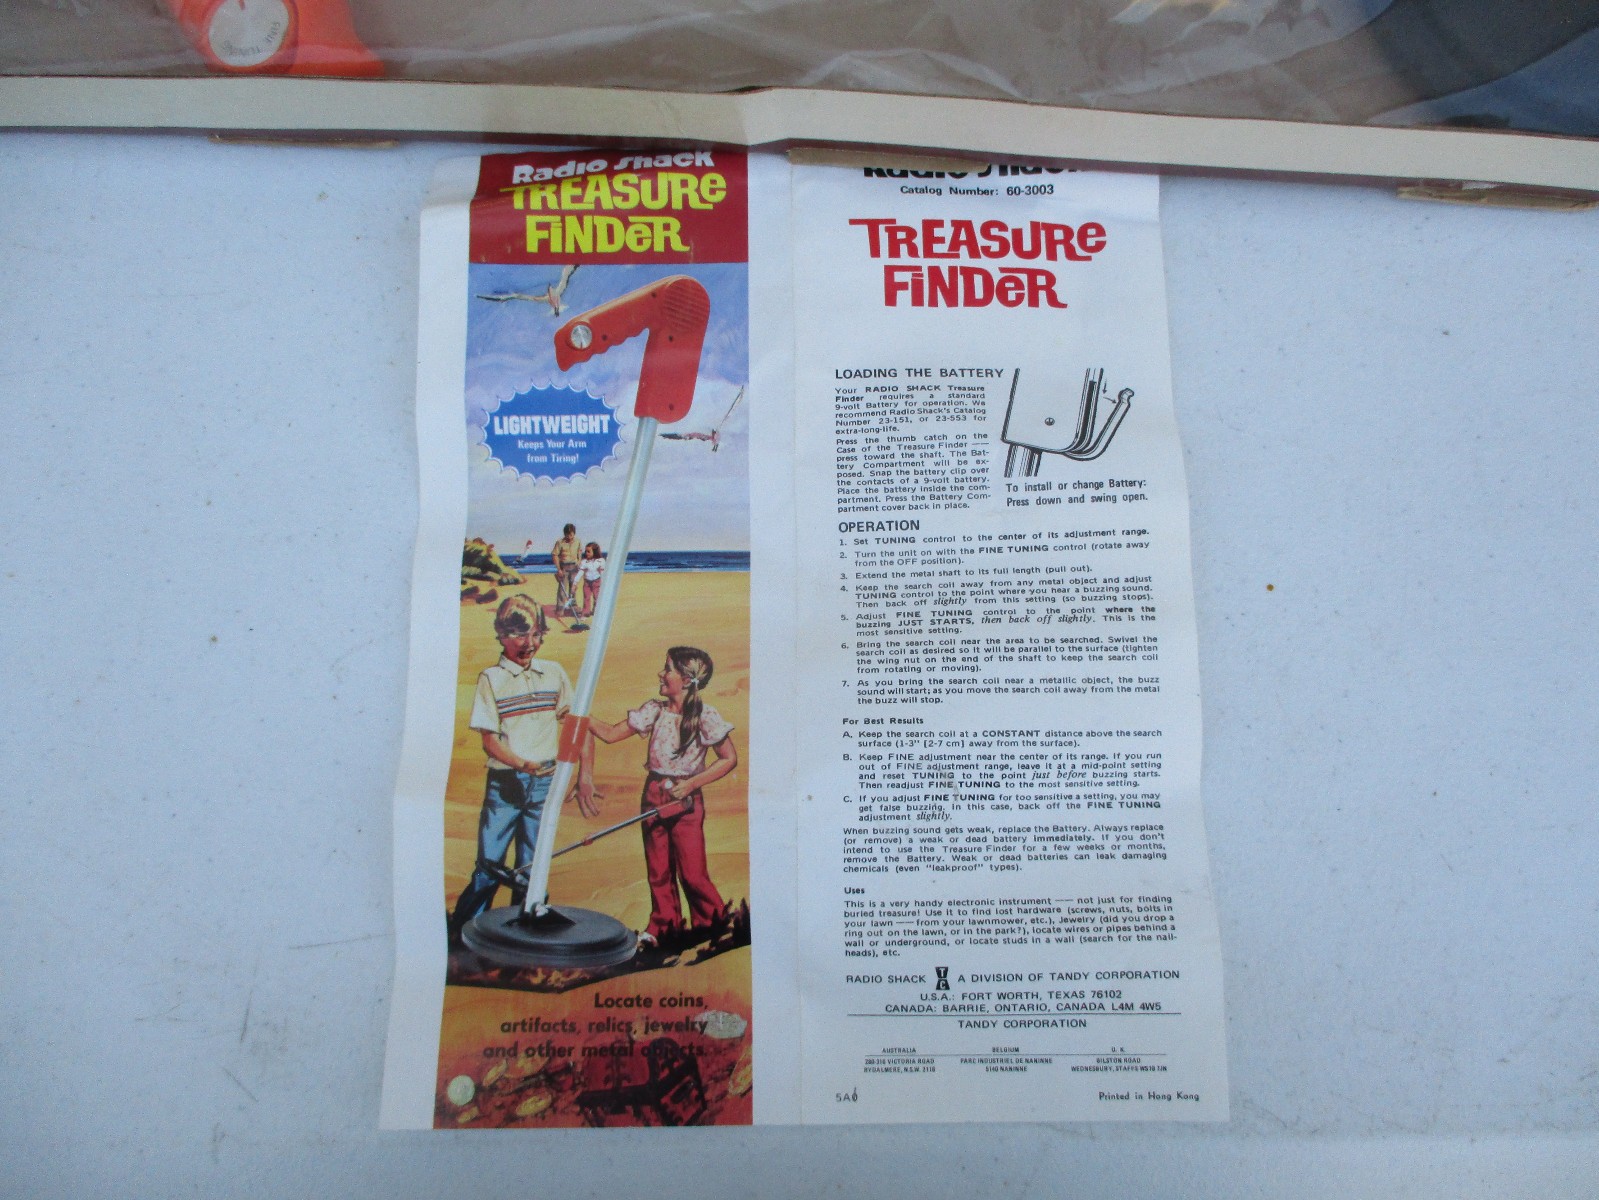 FINE
TUNING
Radio Shack
TREASURE
FINDER
LIGHTWEIGHT
Keeps Your Arm
from Tiring!
Locate coins,
artifacts, relics, jewelry
and other metal objects.
Radio Shack
Catalog Number: 60-3003
TREASURE
FINDER
LOADING THE BATTERY
Your RADIO SHACK Treasure
Finder requires a standard
9-volt Battery for operation. We
recommend Radio Shack's Catalog
Number 23-151, or 23-553 for
extra-long-life.
Press the thumb catch on the
Case of the Treasure Finder ——
press toward the shaft. The Bat-
tery Compartment will be ex-
posed. Snap the battery clip over
the contacts of a 9-volt battery.
Place the battery inside the com-
partment. Press the Battery Com-
partment cover back in place.
To install or change Battery:
Press down and swing open.
OPERATION
1. Set TUNING control to the center of its adjustment range.
2. Turn the unit on with the FINE TUNING control (rotate away
from the OFF position).
3. Extend the metal shaft to its full length (pull out).
4. Keep the search coil away from any metal object and adjust
TUNING control to the point where you hear a buzzing sound.
Then back off slightly from this setting (so buzzing stops).
5. Adjust FINE TUNING control to the point where the
buzzing JUST STARTS, then back off slightly. This is the
most sensitive setting.
6. Bring the search coil near the area to be searched. Swivel the
search coil as desired so it will be parallel to the surface (tighten
the wing nut on the end of the shaft to keep the search coil
from rotating or moving).
7. As you bring the search coil near a metallic object, the buzz
sound will start; as you move the search coil away from the metal
the buzz will stop.
For Best Results
A. Keep the search coil at a CONSTANT distance above the search
surface (1-3" [2-7 cm] away from the surface).
B. Keep FINE adjustment near the center of its range. If you run
out of FINE adjustment range, leave it at a mid-point setting
and reset TUNING to the point just before buzzing starts.
Then readjust FINE TUNING to the most sensitive setting.
C. If you adjust FINE TUNING for too sensitive a setting, you may
get false buzzing. In this case, back off the FINE TUNING
adjustment slightly.
When buzzing sound gets weak, replace the Battery. Always replace
(or remove) a weak or dead battery immediately. If you don't
intend to use the Treasure Finder for a few weeks or months,
remove the Battery. Weak or dead batteries can leak damaging
chemicals (even "leakproof" types).
Uses
This is a very handy electronic instrument —— not just for finding
buried treasure! Use it to find lost hardware (screws, nuts, bolts in
your lawn —— from your lawnmower, etc.), jewelry (did you drop a
ring out on the lawn, or in the park?), locate wires or pipes behind a
wall or underground, or locate studs in a wall (search for the nail-
heads), etc.
RADIO SHACK TC A DIVISION OF TANDY CORPORATION
U.S.A.: FORT WORTH, TEXAS 76102
CANADA: BARRIE, ONTARIO, CANADA L4M 4W5
TANDY CORPORATION
AUSTRALIA BELGIUM U. K.
280-316 VICTORIA ROAD PARC INDUSTRIEL DE NANINNE BILSTON ROAD
RYDALMERE, N.S.W. 2116 5140 NANINNE WEDNESBURY, STAFFS WS10 7JN
5A6 Printed in Hong Kong